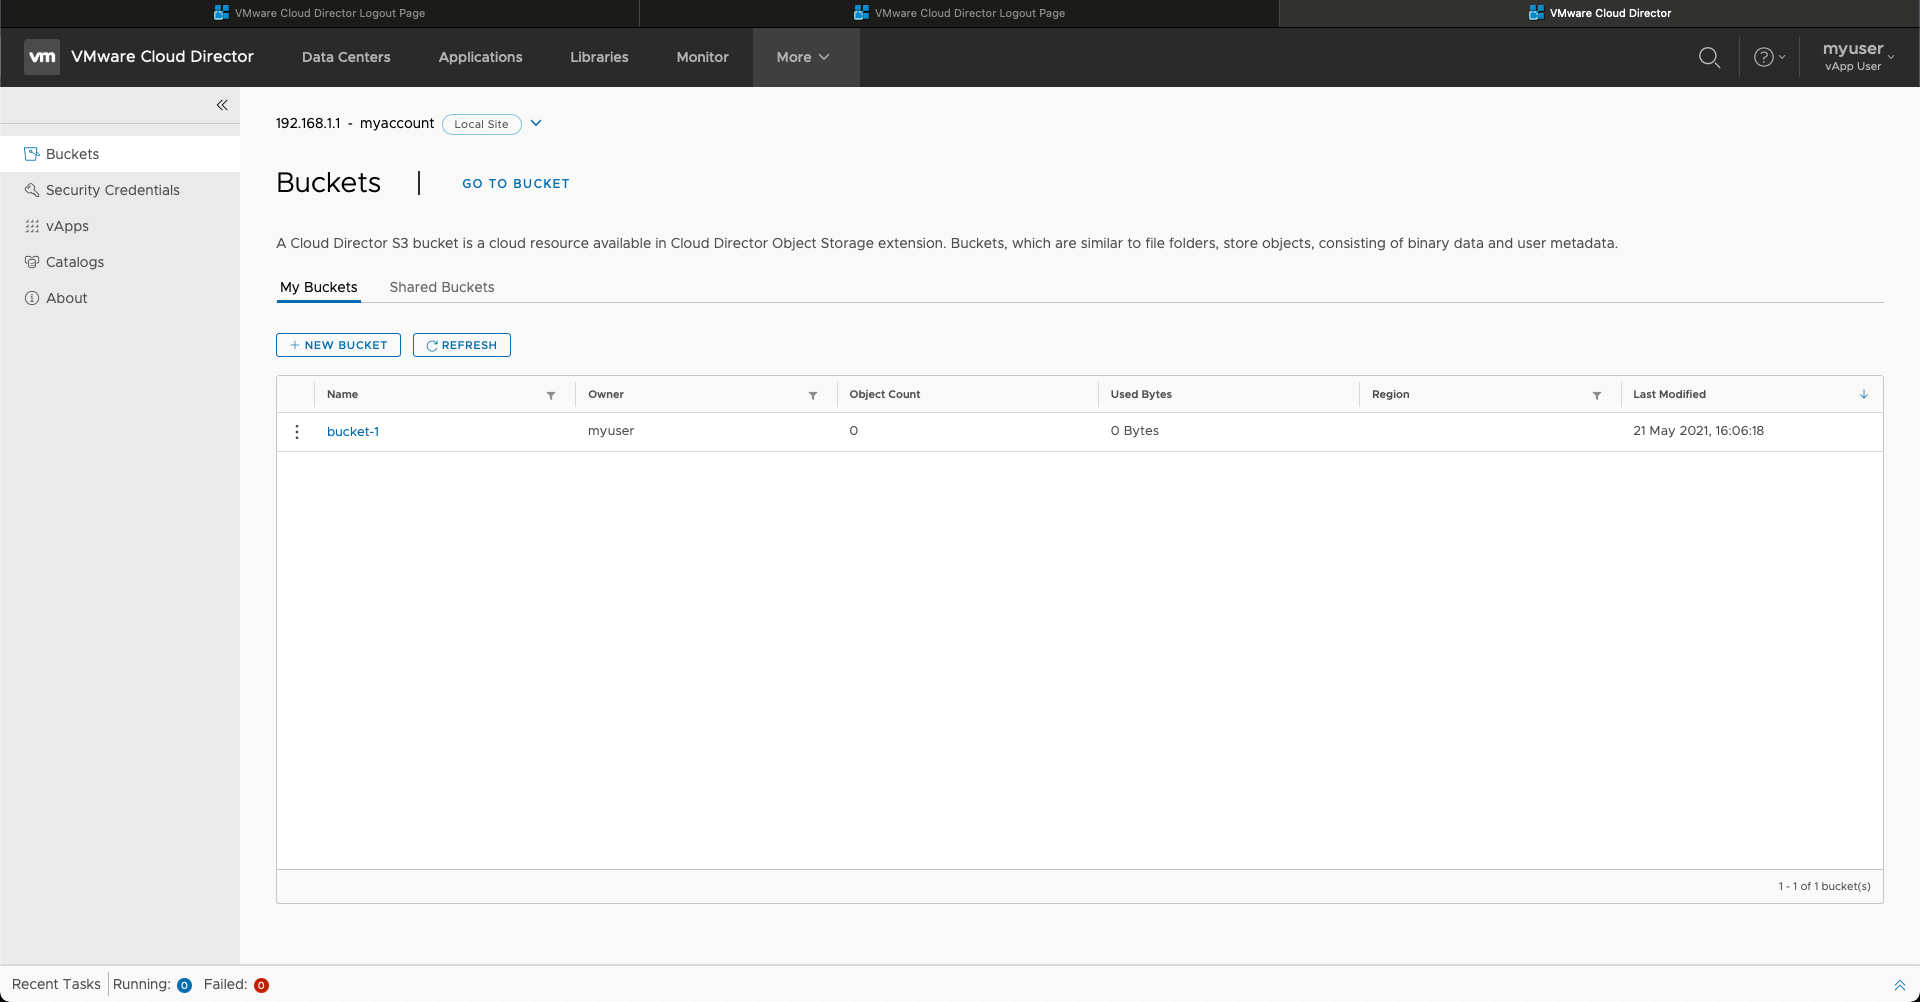 VMware Cloud Director Logout Page VMware Cloud Director Logout Page VMware Cloud Director
vm VMware Cloud Director Data Centers Applications Libraries Monitor More ? myuser
vApp User
192.168.1.1 - myaccount Local Site
Buckets
Security Credentials
vApps
Catalogs
About
Buckets | GO TO BUCKET
A Cloud Director S3 bucket is a cloud resource available in Cloud Director Object Storage extension. Buckets, which are similar to file folders, store objects, consisting of binary data and user metadata.
My Buckets Shared Buckets
+ NEW BUCKET REFRESH
Name Owner Object Count Used Bytes Region Last Modified
bucket-1 myuser 0 0 Bytes 21 May 2021, 16:06:18
1 - 1 of 1 bucket(s)
Recent Tasks Running: 0 Failed: 0